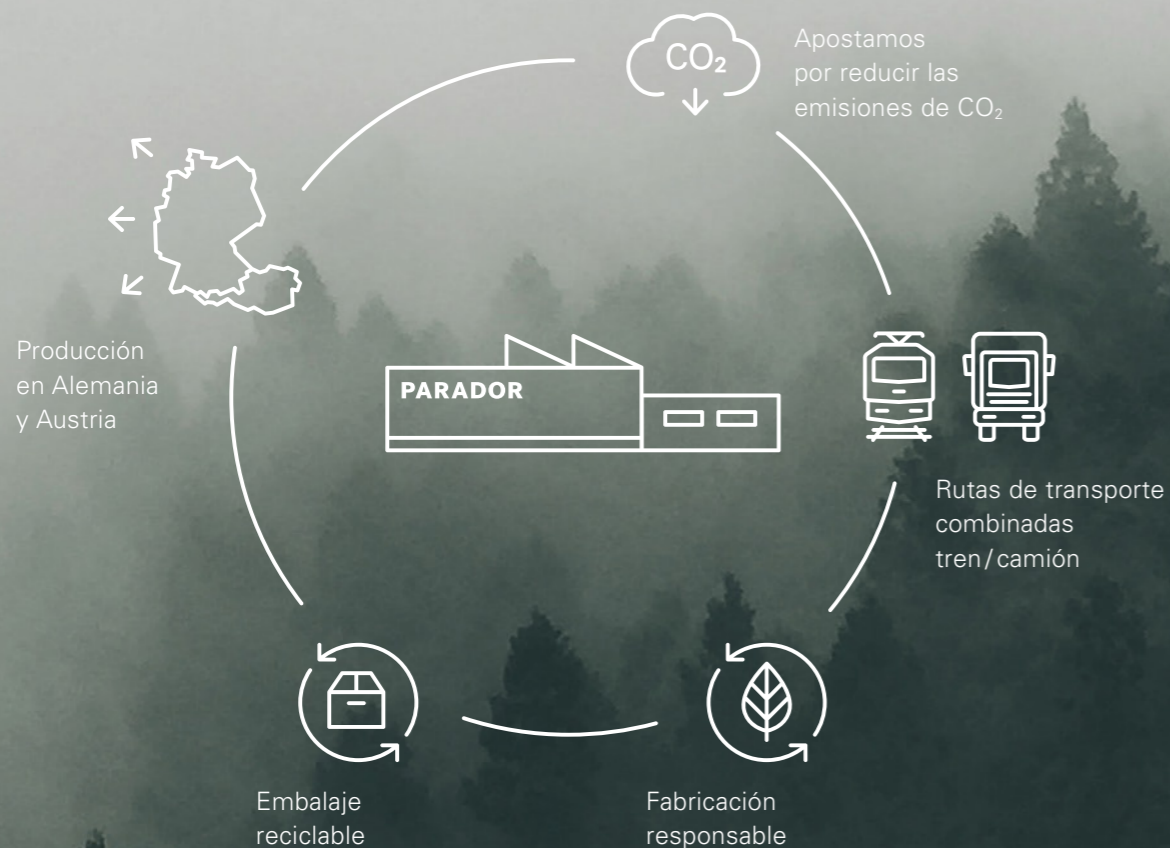 CO₂
Apostamos
por reducir las
emisiones de CO₂
Producción
en Alemania
y Austria
PARADOR
Rutas de transporte
combinadas
tren/camión
Embalaje
reciclable
Fabricación
responsable